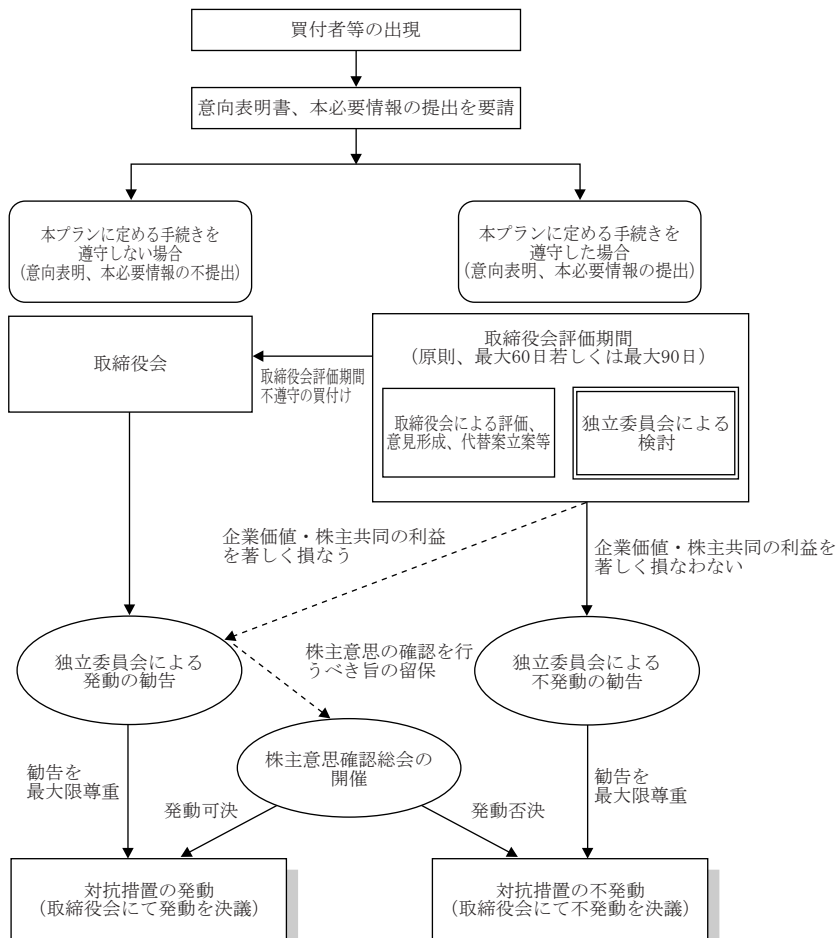 買付者等の出現
意向表明書、本必要情報の提出を要請
本プランに定める手続きを
遵守しない場合
(意向表明、本必要情報の不提出)
本プランに定める手続きを
遵守した場合
(意向表明、本必要情報の提出)
取締役会
取締役会評価期間
不遵守の買付け
取締役会評価期間
(原則、最大60日若しくは最大90日)
取締役会による評価、
意見形成、代替案立案等
独立委員会による
検討
企業価値・株主共同の利益
を著しく損なう
企業価値・株主共同の利益を
著しく損なわない
独立委員会による
発動の勧告
株主意思の確認を行
うべき旨の留保
独立委員会による
不発動の勧告
株主意思確認総会の
開催
勧告を
最大限尊重
発動可決
発動否決
勧告を
最大限尊重
対抗措置の発動
(取締役会にて発動を決議)
対抗措置の不発動
(取締役会にて不発動を決議)